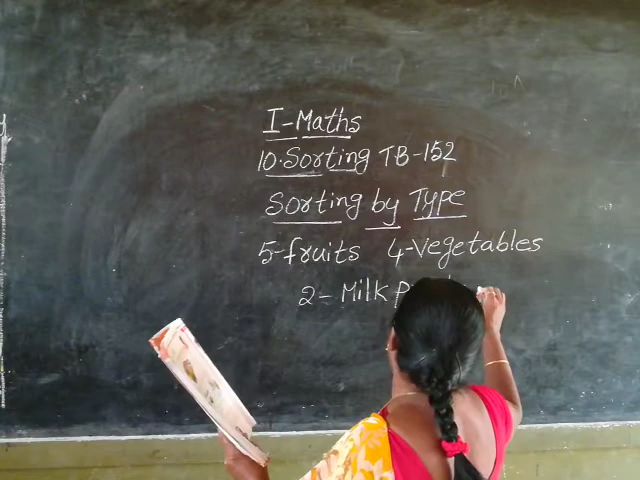 I-Maths
10.Sorting TB-152
Sorting by Type
5-fruits 4-Vegetables
2- Milk